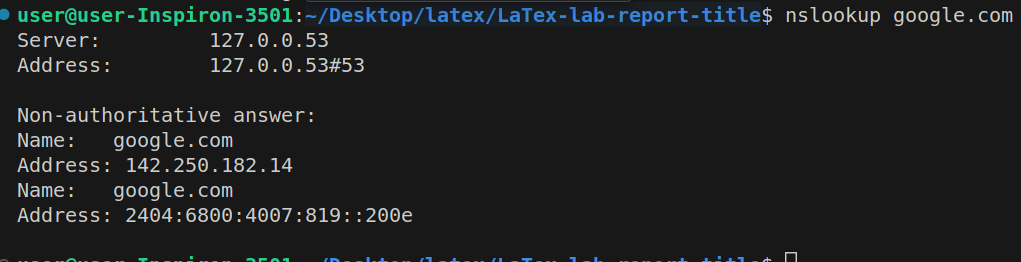 user@user-Inspiron-3501:~/Desktop/latex/LaTex-lab-report-title$ nslookup google.com
Server:         127.0.0.53
Address:        127.0.0.53#53

Non-authoritative answer:
Name:   google.com
Address: 142.250.182.14
Name:   google.com
Address: 2404:6800:4007:819::200e

user@user-Inspiron-3501:~/Desktop/latex/LaTex-lab-report-title$